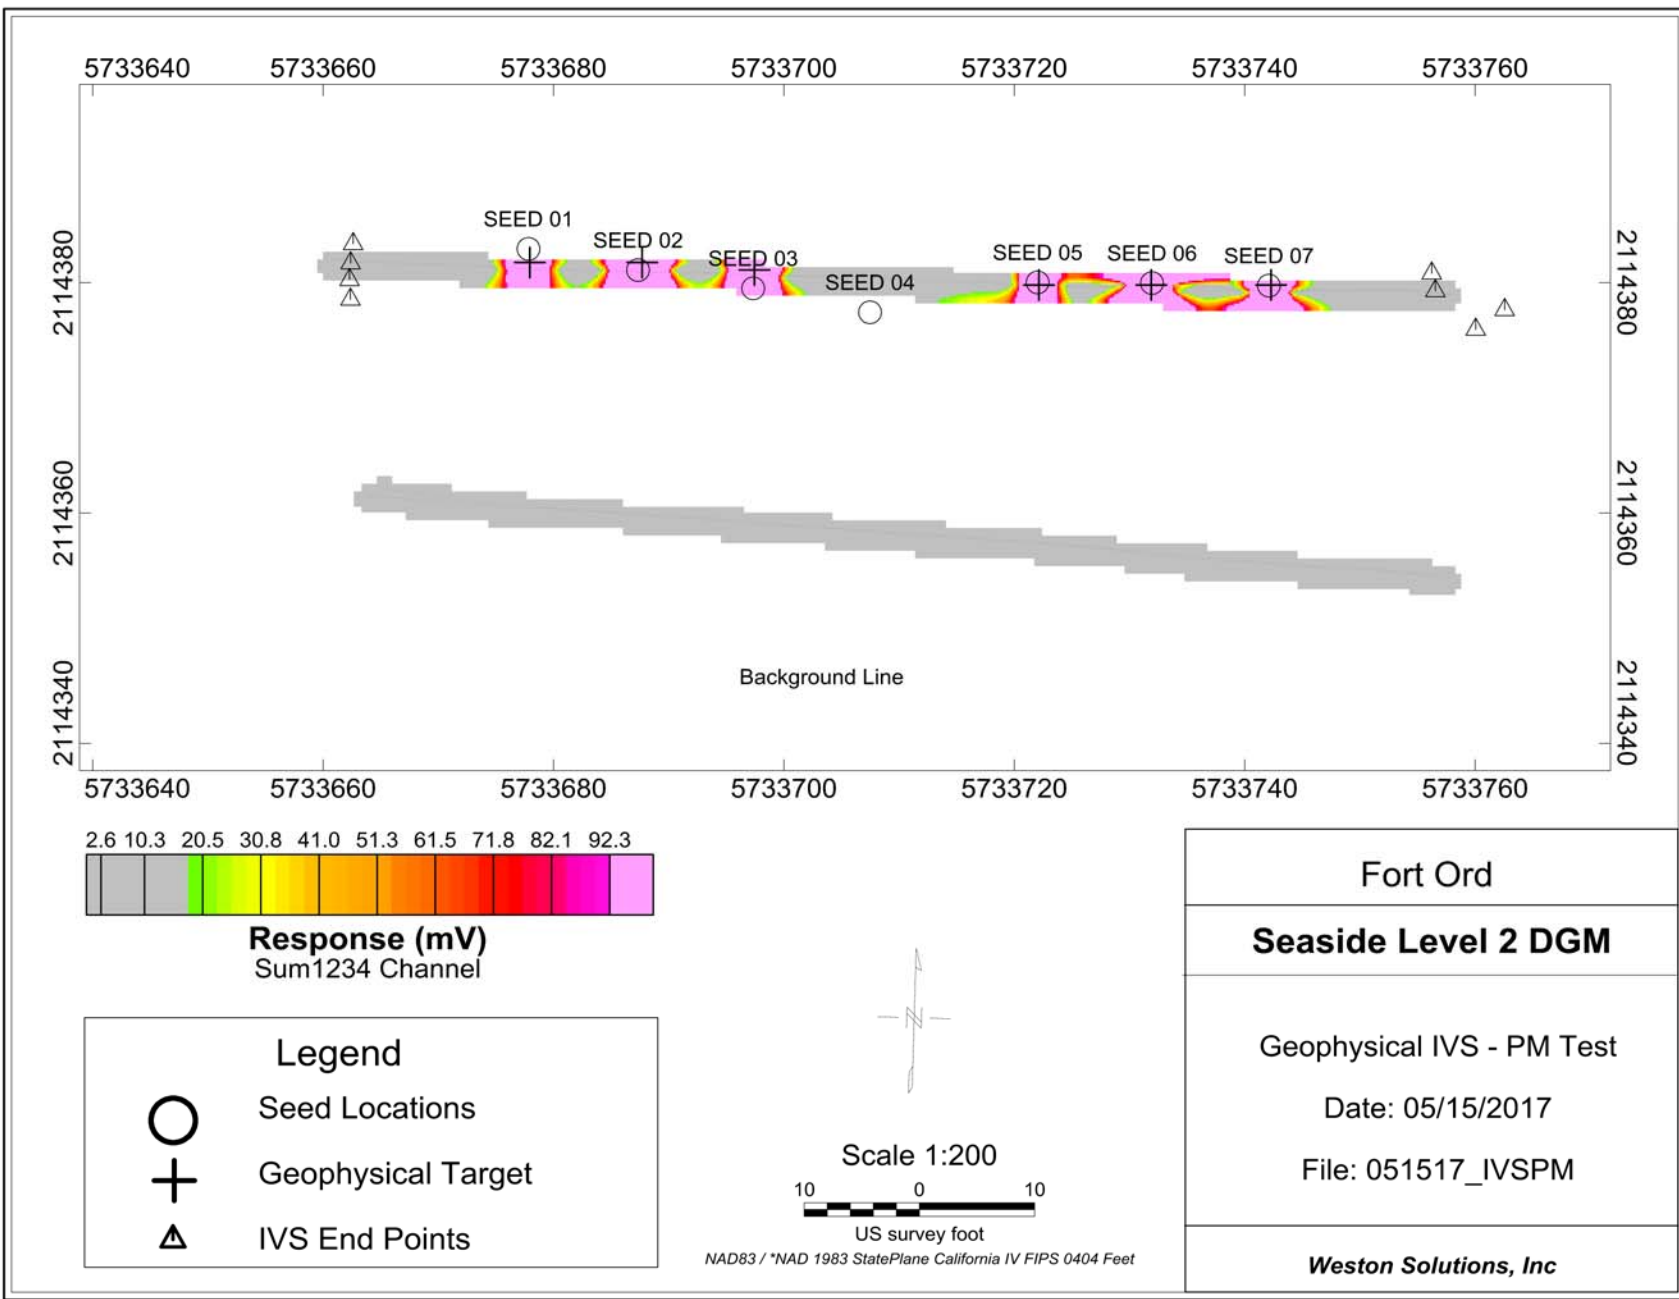 5733640 5733660 5733680 5733700 5733720 5733740 5733760
2114380
2114360
2114340
SEED 01
SEED 02
SEED 03
SEED 04
SEED 05
SEED 06
SEED 07
2114380
2114360
2114340
Background Line
5733640 5733660 5733680 5733700 5733720 5733740 5733760
2.6 10.3 20.5 30.8 41.0 51.3 61.5 71.8 82.1 92.3
Response (mV)
Sum1234 Channel
Legend
Seed Locations
Geophysical Target
IVS End Points
N
Scale 1:200
10 0 10
US survey foot
NAD83 / *NAD 1983 StatePlane California IV FIPS 0404 Feet
Fort Ord
Seaside Level 2 DGM
Geophysical IVS - PM Test
Date: 05/15/2017
File: 051517_IVSPM
Weston Solutions, Inc